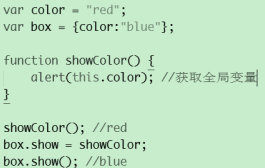 var color = "red";
var box = {color:"blue"};
function showColor() {
alert(this.color); //获取全局变量
}
showColor(); //red
box.show = showColor;
box.show(); //blue